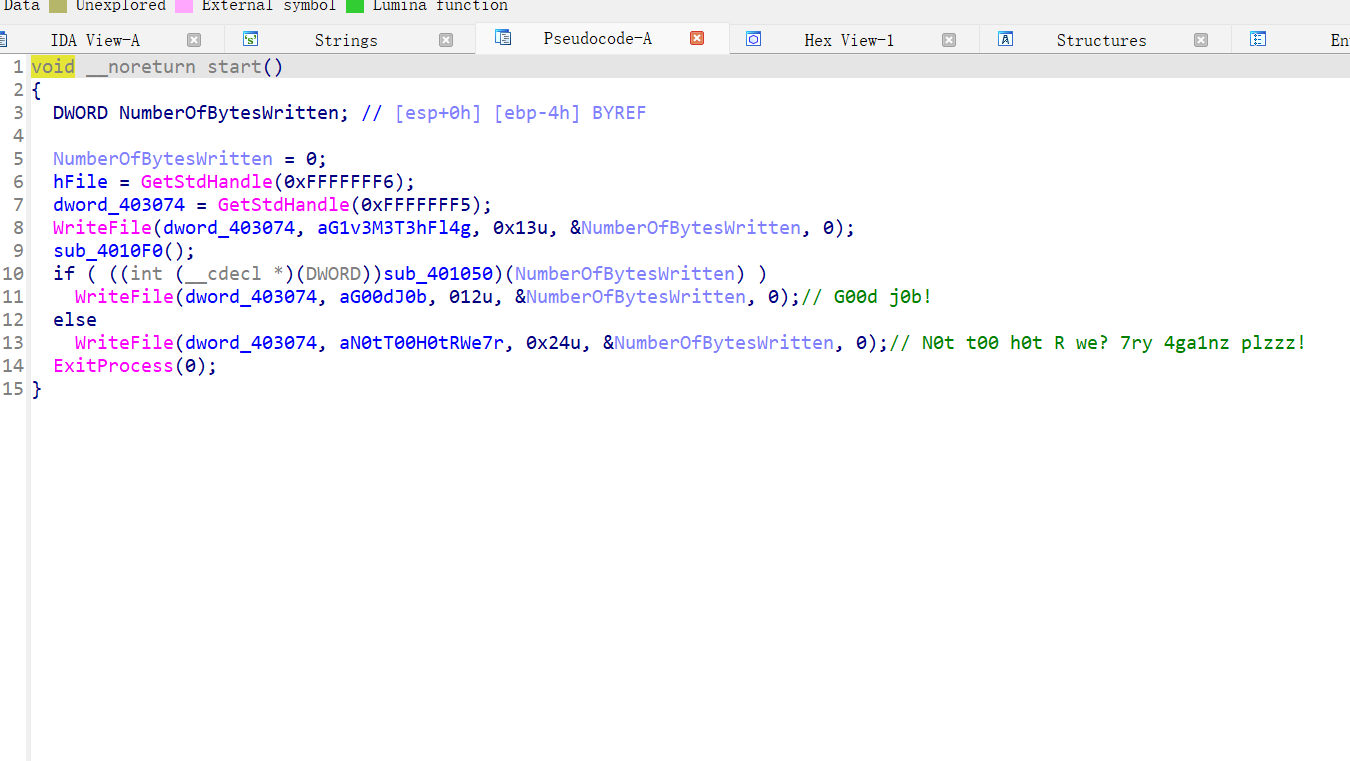 Data Unexplored External symbol Lumina function
IDA View-A Strings Pseudocode-A Hex View-1 Structures En
1 void __noreturn start()
2 {
3 DWORD NumberOfBytesWritten; // [esp+0h] [ebp-4h] BYREF
4
5 NumberOfBytesWritten = 0;
6 hFile = GetStdHandle(0xFFFFFFF6);
7 dword_403074 = GetStdHandle(0xFFFFFFF5);
8 WriteFile(dword_403074, aG1v3M3T3hFl4g, 0x13u, &NumberOfBytesWritten, 0);
9 sub_4010F0();
10 if ( ((int (__cdecl *)(DWORD))sub_401050)(NumberOfBytesWritten) )
11 WriteFile(dword_403074, aG00dJ0b, 012u, &NumberOfBytesWritten, 0);// G00d j0b!
12 else
13 WriteFile(dword_403074, aN0tT00H0tRWe7r, 0x24u, &NumberOfBytesWritten, 0);// N0t t00 h0t R we? 7ry 4ga1nz plzzz!
14 ExitProcess(0);
15 }